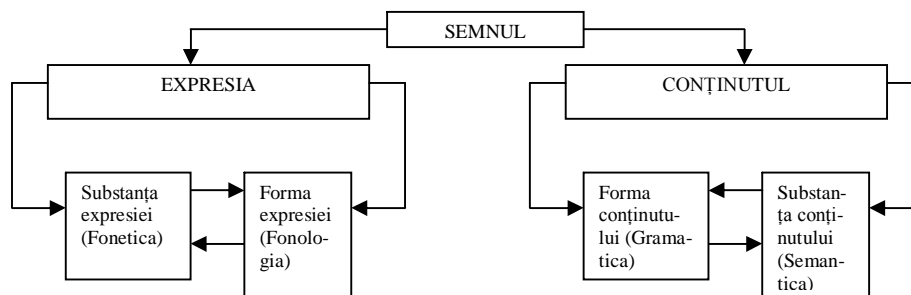 SEMNUL
EXPRESIA
CONȚINUTUL
Substanța
expresiei
(Fonetica)
Forma
expresiei
(Fonolo-
gia)
Forma
conținutu-
lui (Grama-
tica)
Substan-
ța conți-
nutului
(Seman-
tica)